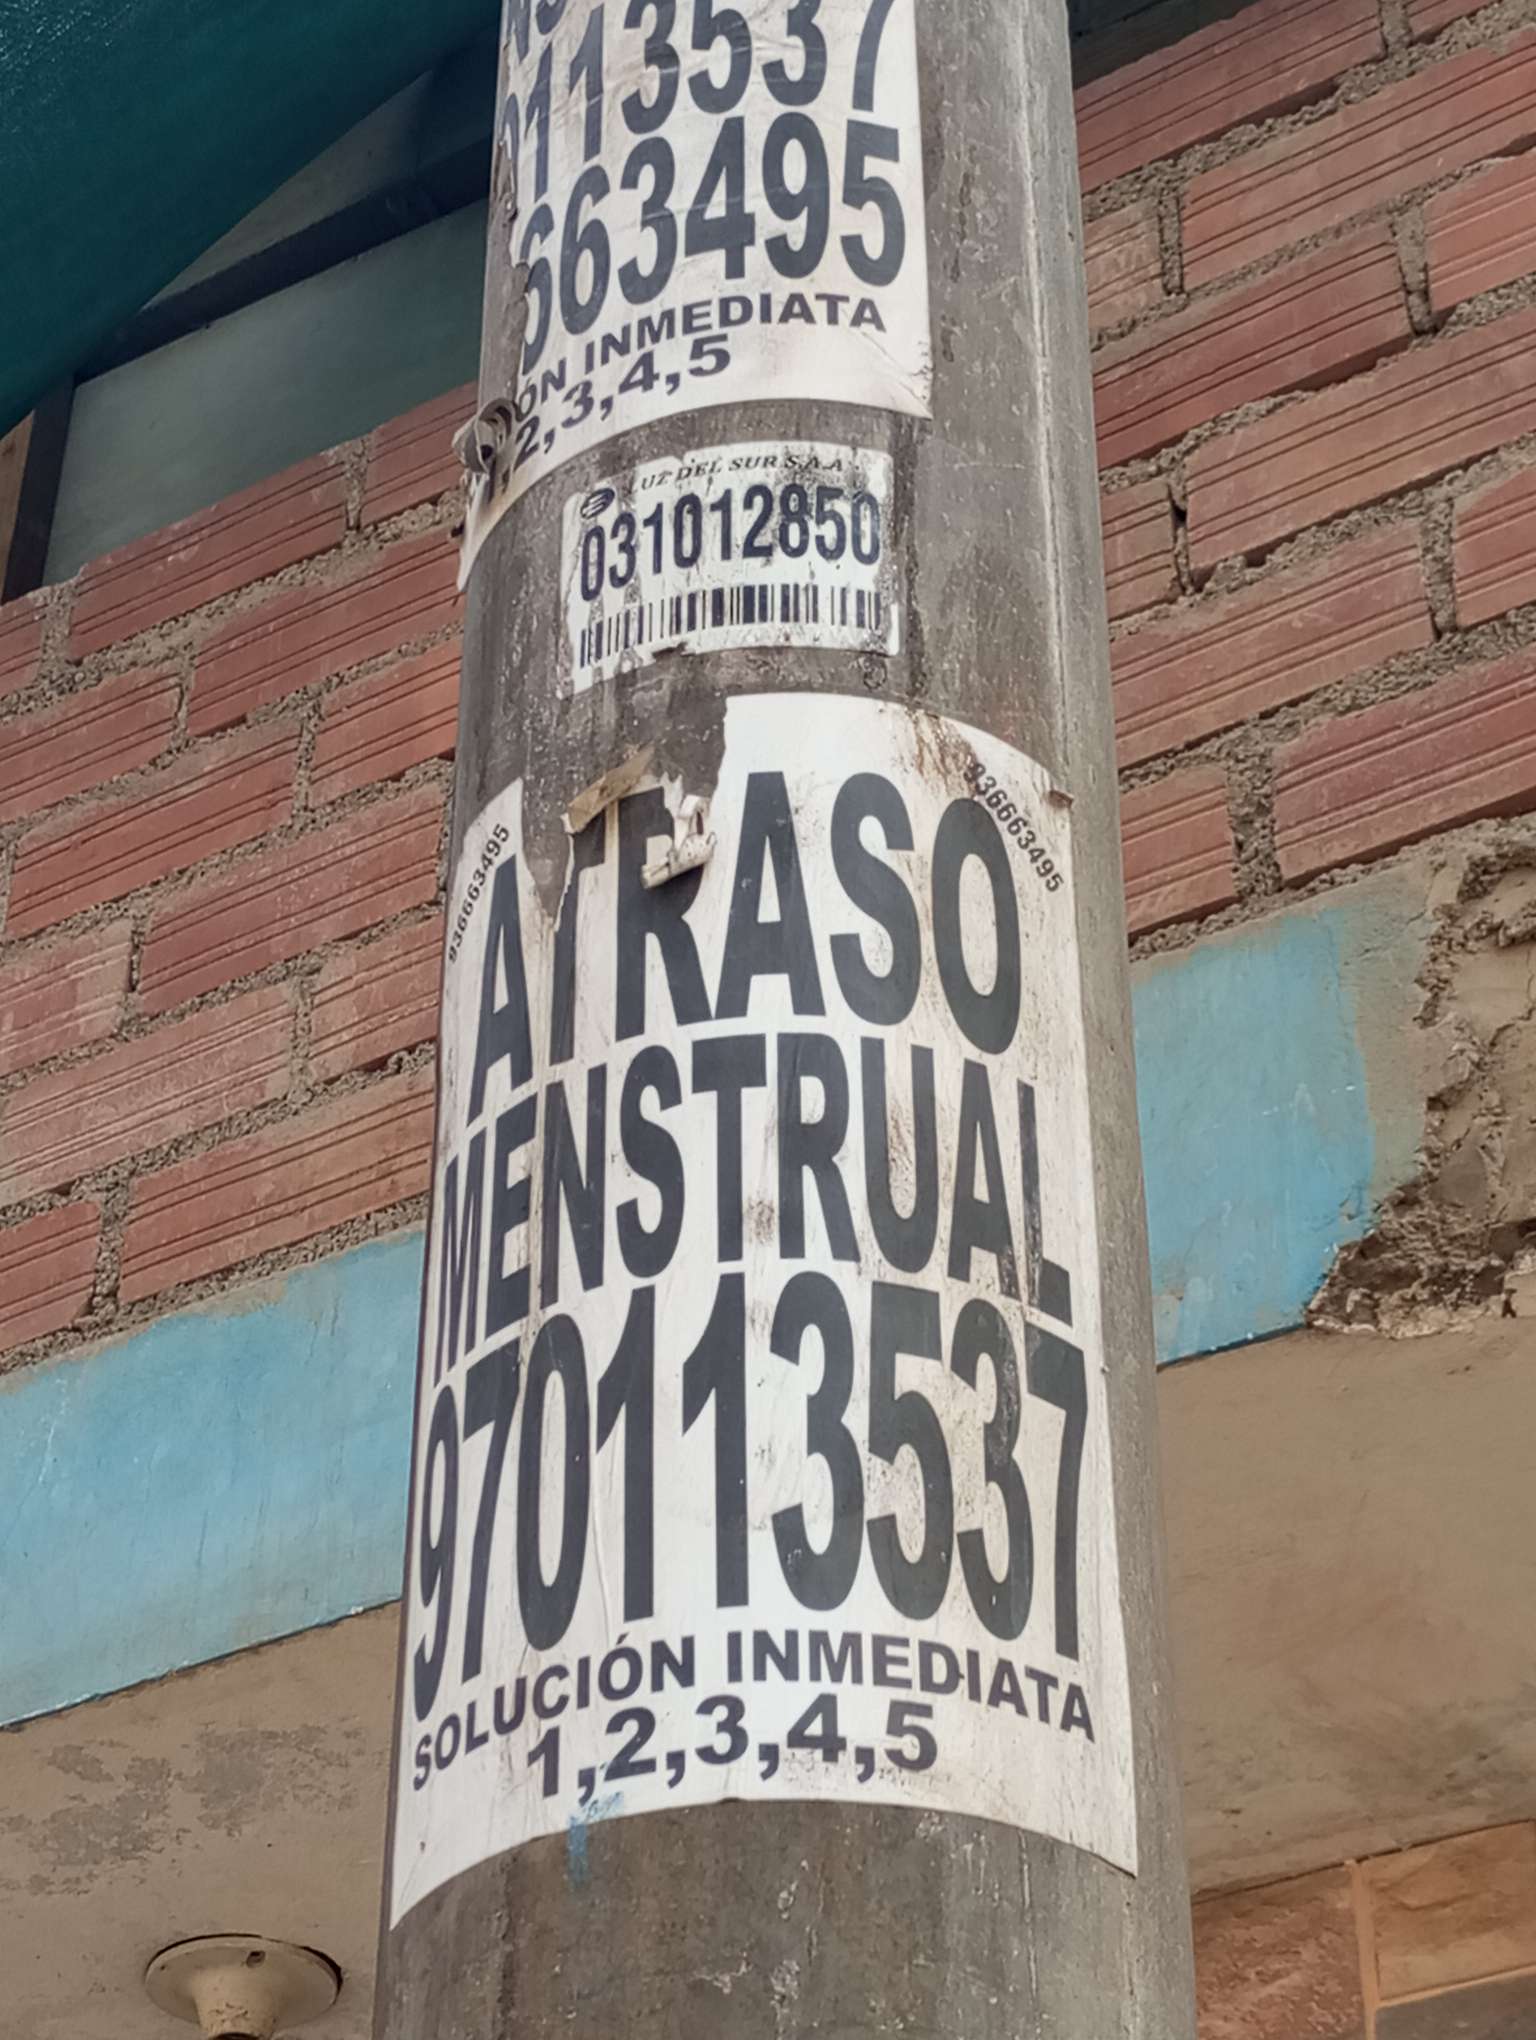 113537
663495
ÓN INMEDIATA
1,2,3,4,5
LUZ DEL SUR S.A.A
031012850
936663495
936663495
ATRASO
MENSTRUAL
970113537
SOLUCIÓN INMEDIATA
1,2,3,4,5